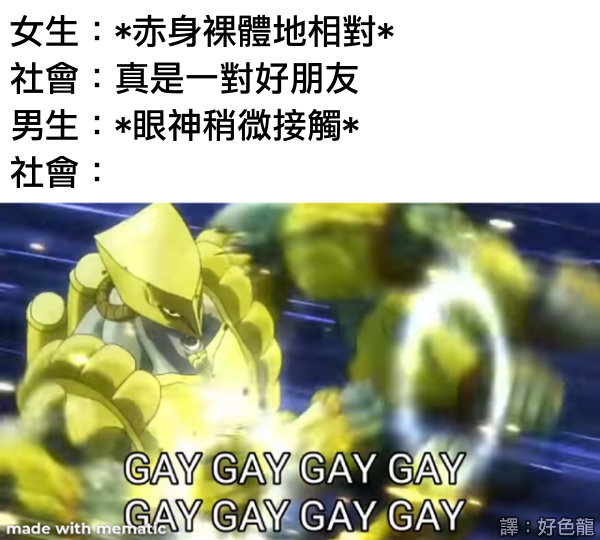 女生：*赤身裸體地相對*
社會：真是一對好朋友
男生：*眼神稍微接觸*
社會：
GAY GAY GAY GAY
GAY GAY GAY GAY
made with mematic
譯：好色龍